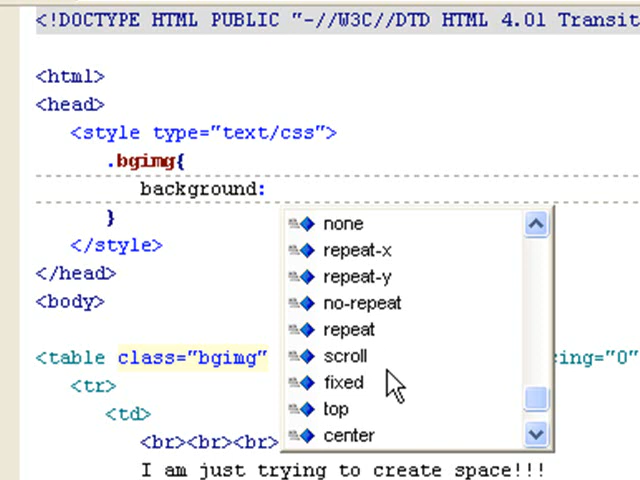 <!DOCTYPE HTML PUBLIC "-//W3C//DTD HTML 4.01 Transit
<html>
<head>
<style type="text/css">
.bgimg{
background:
}
</style>
</head>
<body>
none
repeat-x
repeat-y
no-repeat
repeat
scroll
fixed
top
center
<table class="bgimg" cing="0"
<tr>
<td>
<br><br><br>
I am just trying to create space!!!